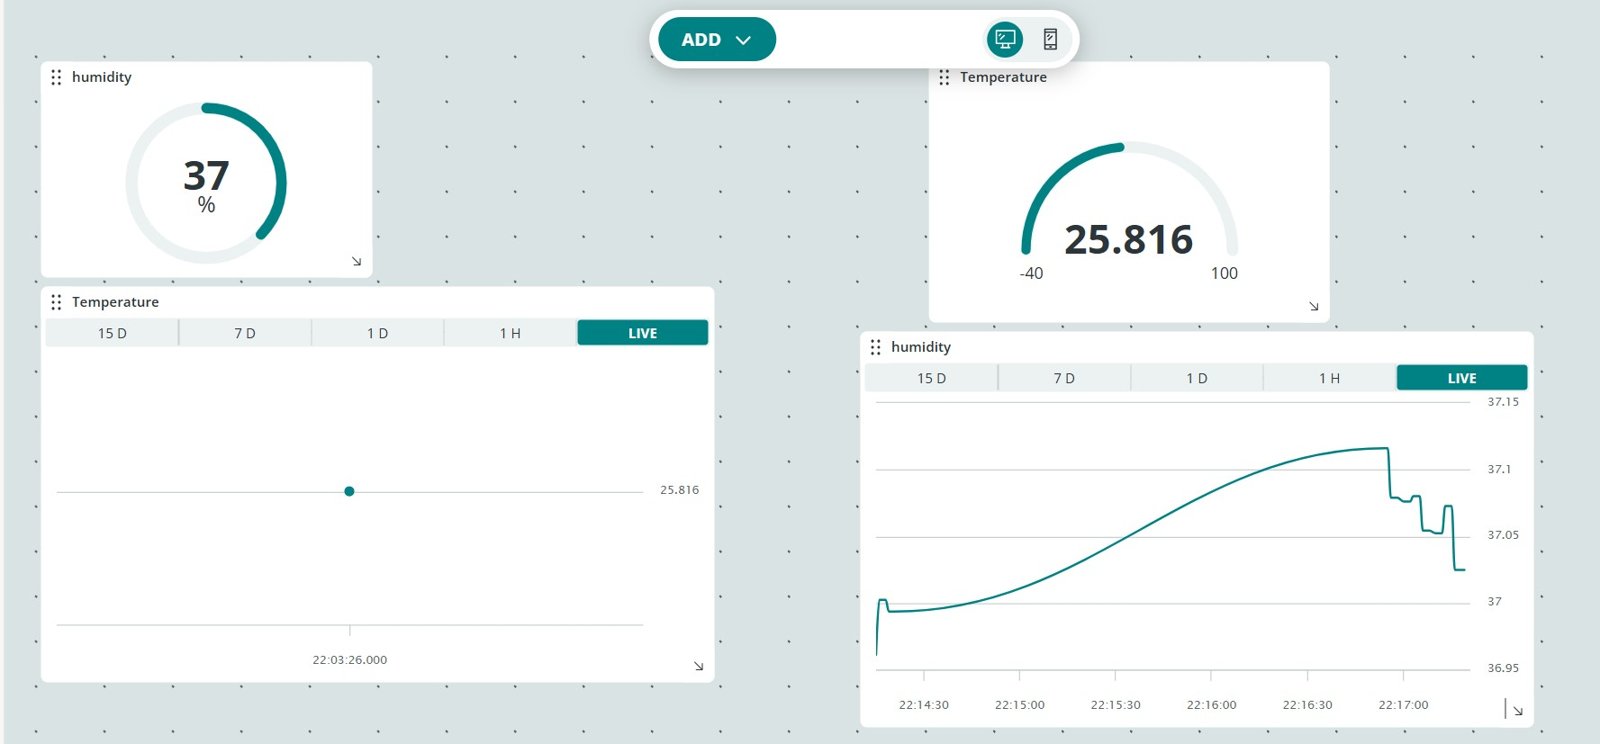 ADD
humidity
37
%
Temperature
25.816
-40
100
Temperature
15 D
7 D
1 D
1 H
LIVE
25.816
22:03:26.000
humidity
15 D
7 D
1 D
1 H
LIVE
37.15
37.1
37.05
37
36.95
22:14:30
22:15:00
22:15:30
22:16:00
22:16:30
22:17:00